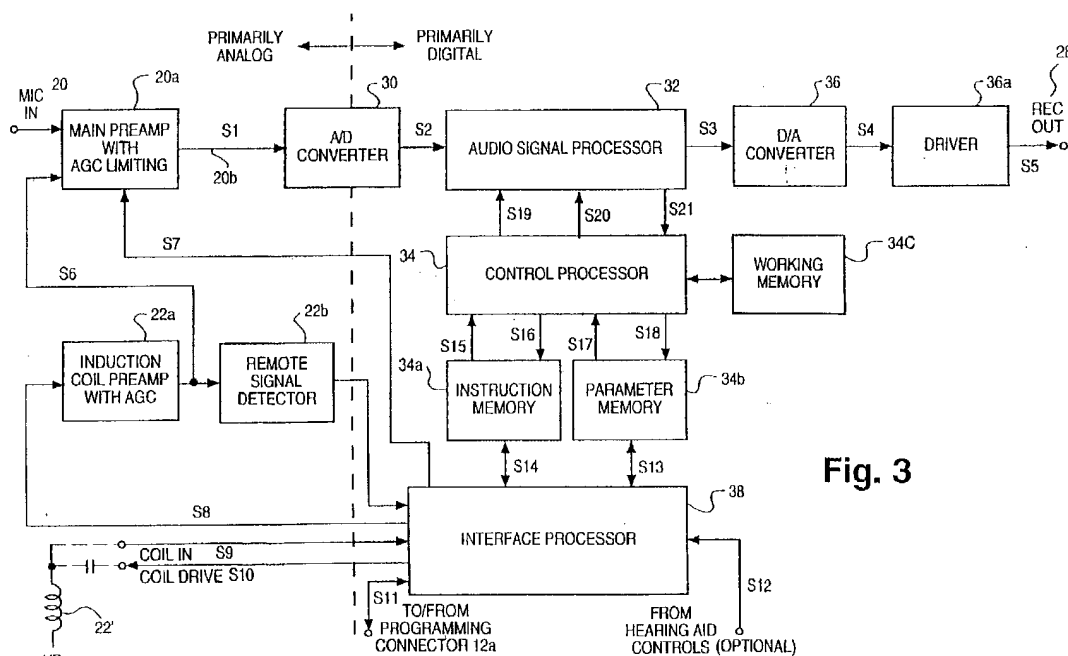 PRIMARILY ANALOG
PRIMARILY DIGITAL
MIC IN
20
20a
MAIN PREAMP WITH AGC LIMITING
S1
20b
30
A/D CONVERTER
S2
32
AUDIO SIGNAL PROCESSOR
S3
36
D/A CONVERTER
S4
36a
DRIVER
REC OUT
S5
S19
S20
S21
S7
S6
34
CONTROL PROCESSOR
34C
WORKING MEMORY
22a
INDUCTION COIL PREAMP WITH AGC
22b
REMOTE SIGNAL DETECTOR
S15
S16
S17
S18
34a
INSTRUCTION MEMORY
34b
PARAMETER MEMORY
S14
S13
Fig. 3
38
INTERFACE PROCESSOR
S8
COIL IN
S9
COIL DRIVE
S10
22'
S11
TO/FROM PROGRAMMING CONNECTOR 12a
S12
FROM HEARING AID CONTROLS (OPTIONAL)